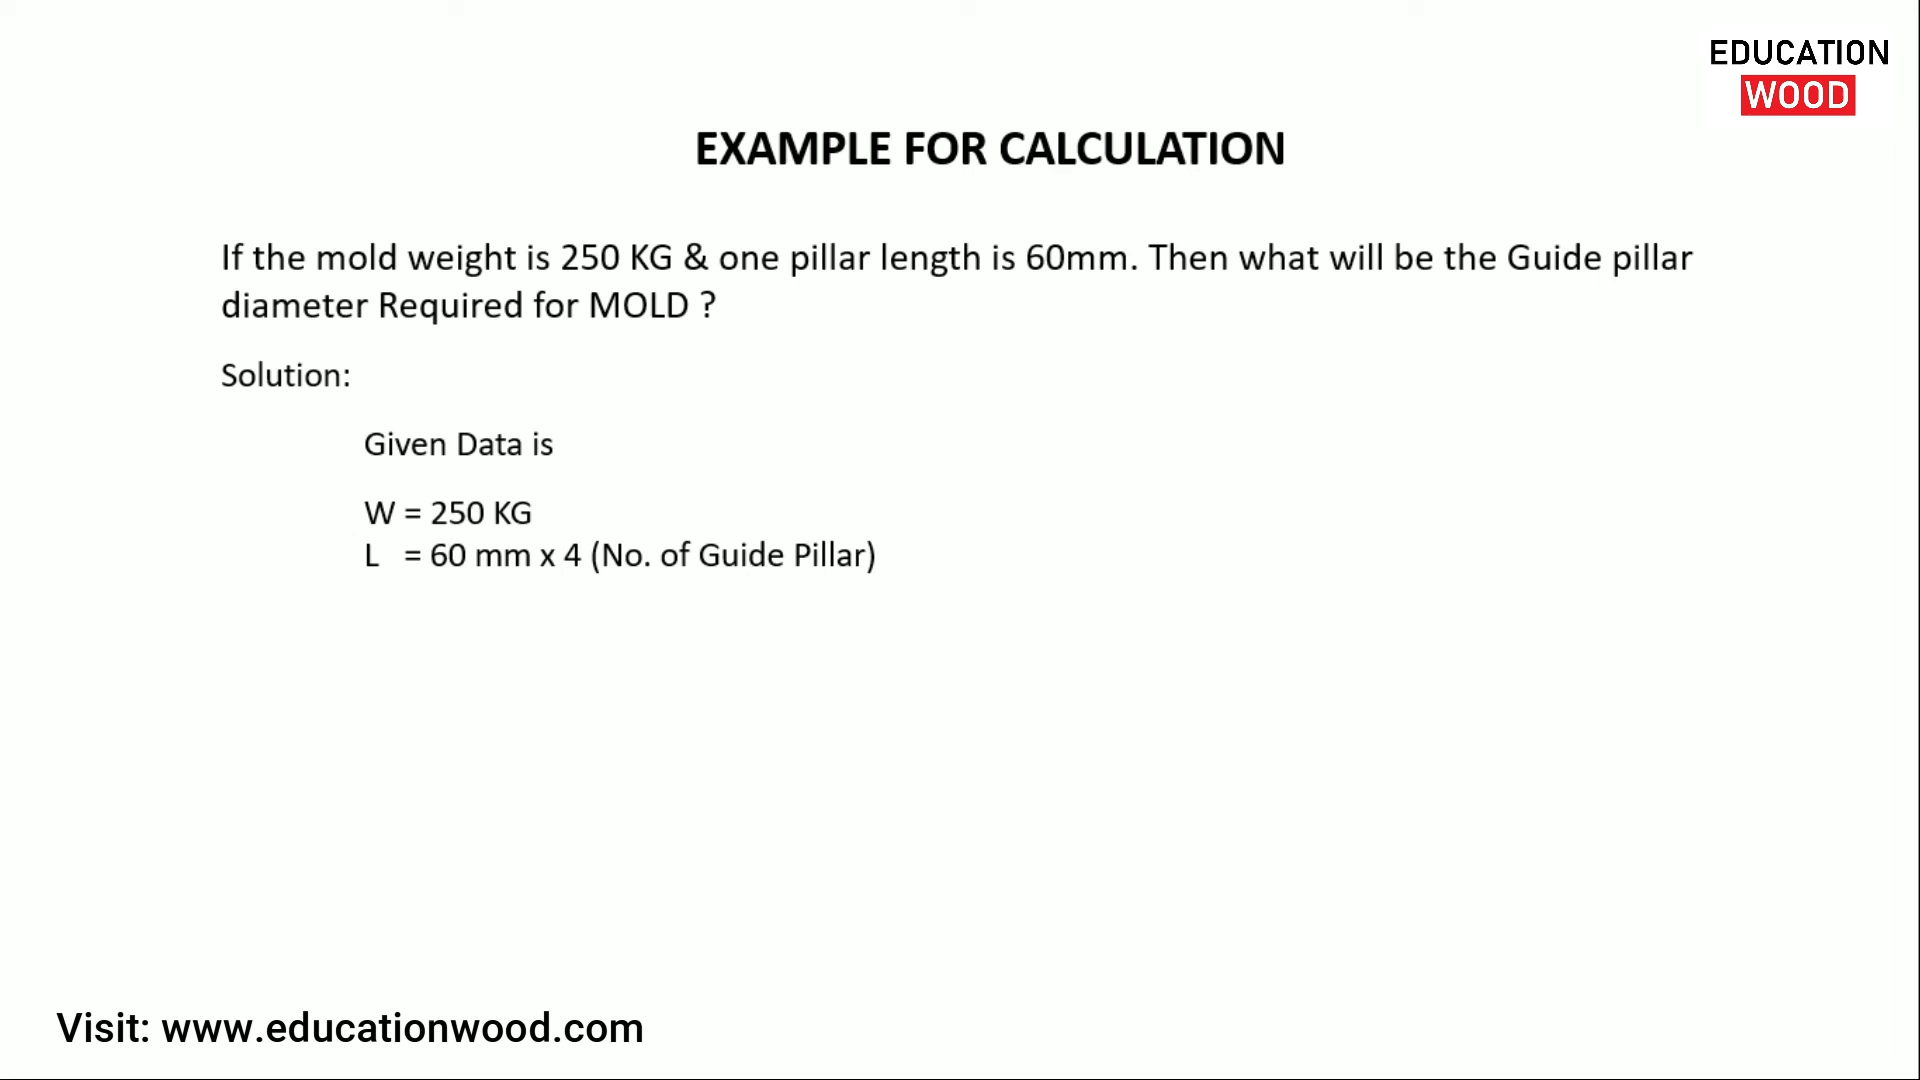 EDUCATION
WOOD
EXAMPLE FOR CALCULATION
If the mold weight is 250 KG & one pillar length is 60mm. Then what will be the Guide pillar
diameter Required for MOLD ?
Solution:
Given Data is
W = 250 KG
L = 60 mm x 4 (No. of Guide Pillar)
Visit: www.educationwood.com